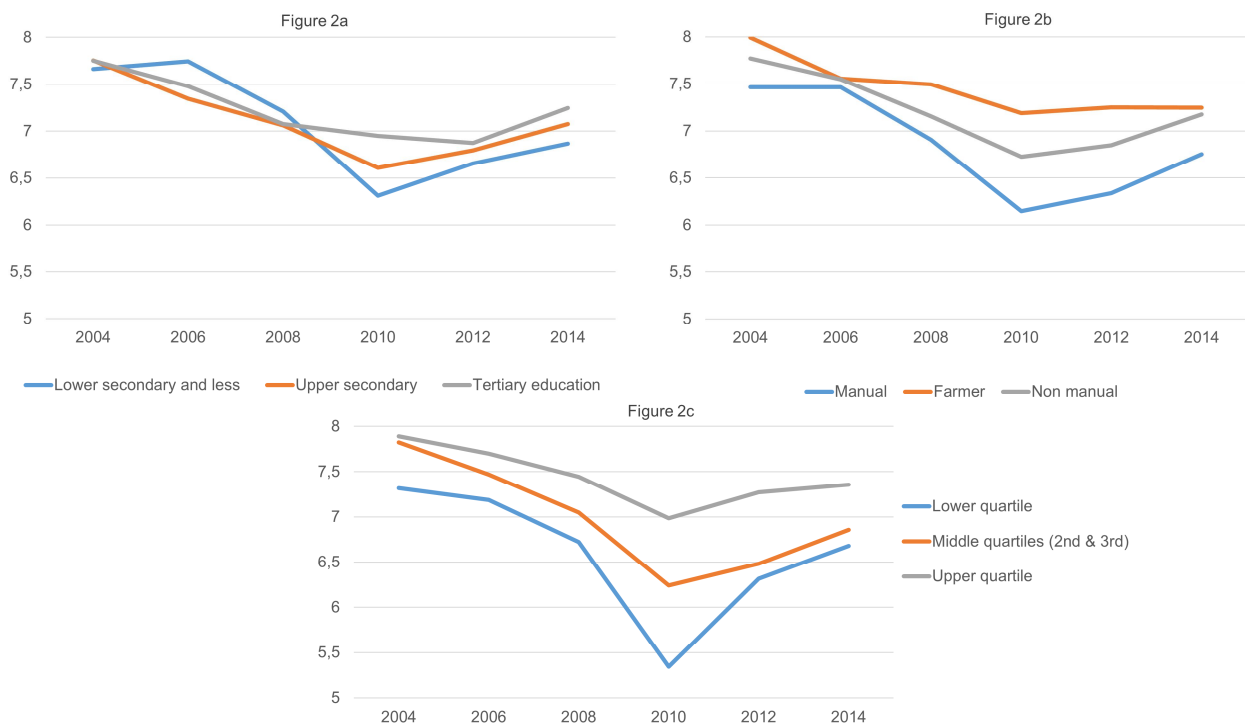 Figure 2a
8
7,5
7
6,5
6
5,5
5
2004 2006 2008 2010 2012 2014
Lower secondary and less Upper secondary Tertiary education
Figure 2b
8
7,5
7
6,5
6
5,5
5
2004 2006 2008 2010 2012 2014
Manual Farmer Non manual
Figure 2c
8
7,5
7
6,5
6
5,5
5
2004 2006 2008 2010 2012 2014
Lower quartile
Middle quartiles (2nd & 3rd)
Upper quartile